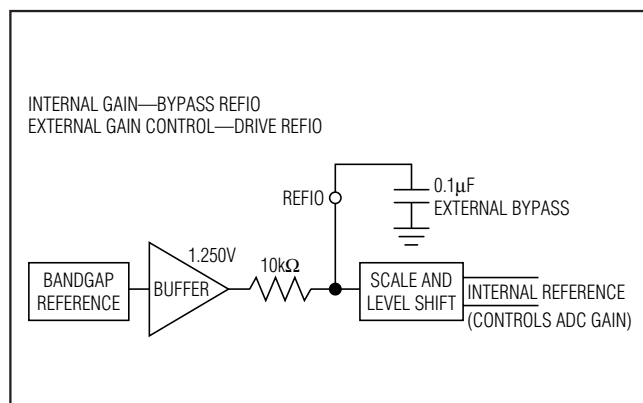 INTERNAL GAIN—BYPASS REFIO
EXTERNAL GAIN CONTROL—DRIVE REFIO
REFIO
0.1μF
EXTERNAL BYPASS
1.250V
10kΩ
BANDGAP
REFERENCE
BUFFER
SCALE AND
LEVEL SHIFT
INTERNAL REFERENCE
(CONTROLS ADC GAIN)